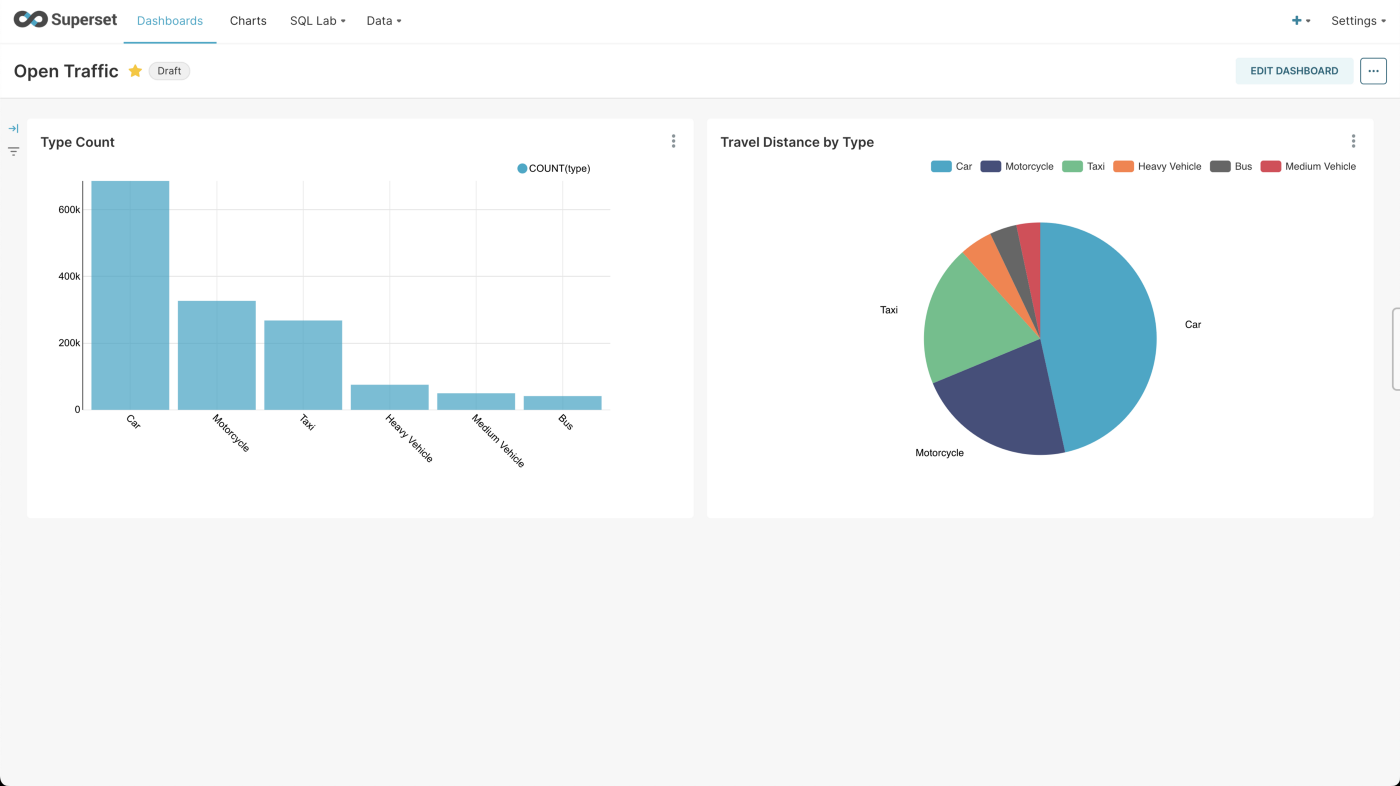 Superset Dashboards Charts SQL Lab Data Settings
Open Traffic Draft EDIT DASHBOARD
Type Count
COUNT(type)
600k
400k
200k
0
Car
Motorcycle
Taxi
Heavy Vehicle
Medium Vehicle
Bus
Travel Distance by Type
Car Motorcycle Taxi Heavy Vehicle Bus Medium Vehicle
Taxi
Car
Motorcycle